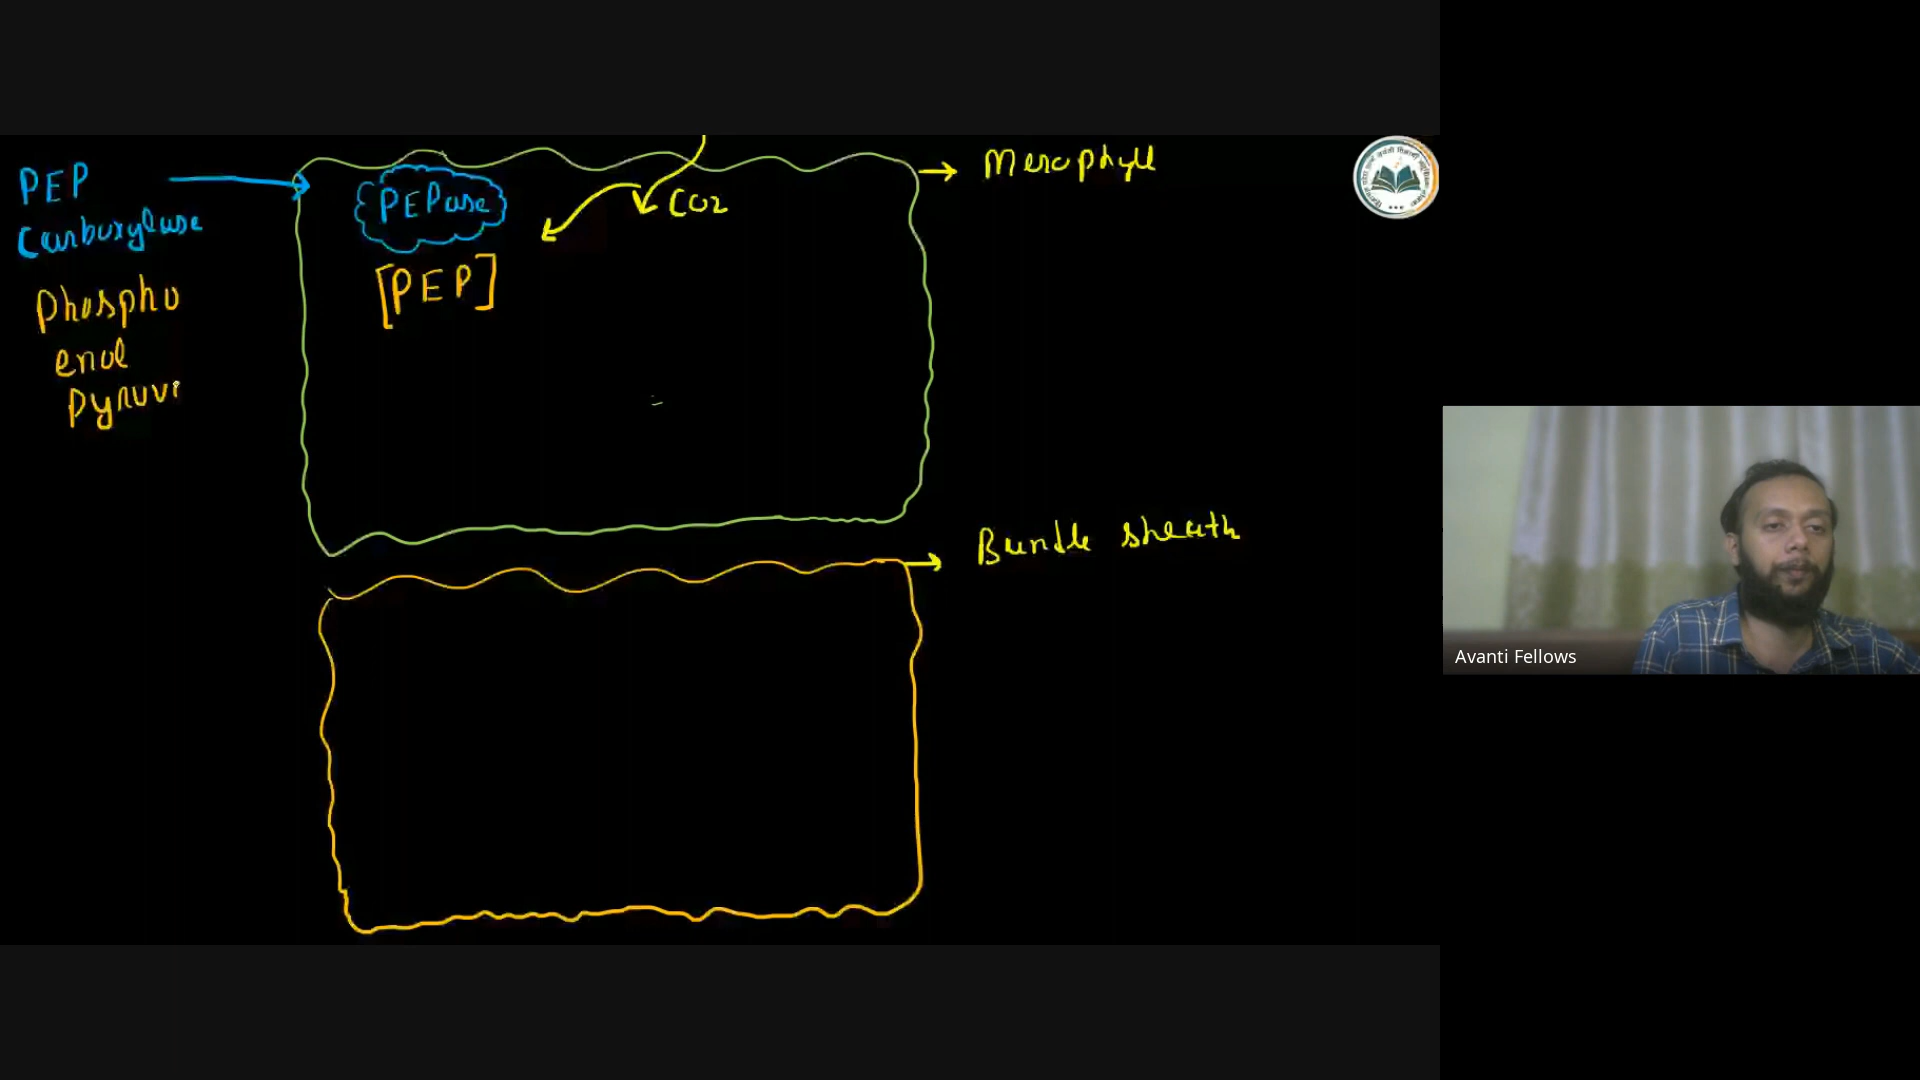 PEP
Carboxylase
Phospho
enol
Pyruvi
PEPase
[PEP]
CO2
Mesophyll
Bundle sheath
Avanti Fellows